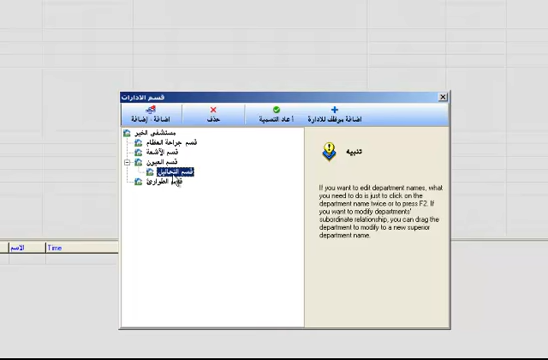 قسم الادارات
اضافة موظف للادارة
أعاد التسمية
حذف
اضافة - إضافة
مستشفى الخير
قسم جراحة العظام
قسم الأشعة
قسم العيون
قسم التحاليل
قسم الطوارئ
تنبيه
If you want to edit department names, what
you need to do is just to click on the
department name twice or to press F2. If
you want to modify departments'
subordinate relationship, you can drag the
department to modify to a new superior
department name.
الاسم
Time